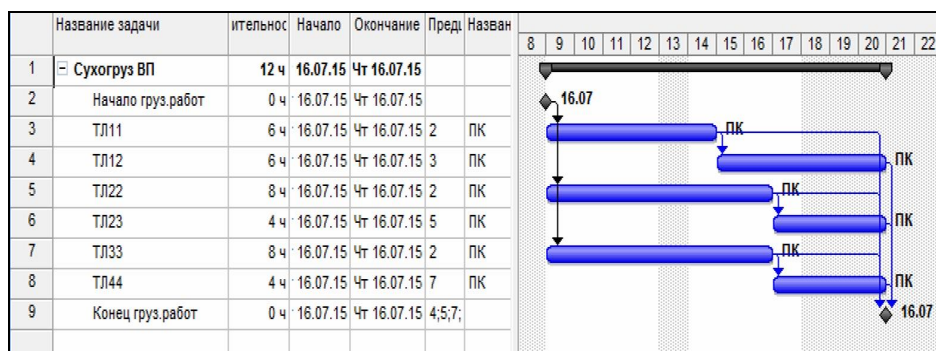 Название задачи ительнос Начало Окончание Предш Назван
8 9 10 11 12 13 14 15 16 17 18 19 20 21 22
1 Сухогруз ВП 12 ч 16.07.15 Чт 16.07.15
2 Начало груз.работ 0 ч 16.07.15 Чт 16.07.15 16.07
3 ТЛ11 6 ч 16.07.15 Чт 16.07.15 2 ПК ПК
4 ТЛ12 6 ч 16.07.15 Чт 16.07.15 3 ПК ПК
5 ТЛ22 8 ч 16.07.15 Чт 16.07.15 2 ПК ПК
6 ТЛ23 4 ч 16.07.15 Чт 16.07.15 5 ПК ПК
7 ТЛ33 8 ч 16.07.15 Чт 16.07.15 2 ПК ПК
8 ТЛ44 4 ч 16.07.15 Чт 16.07.15 7 ПК ПК
9 Конец груз.работ 0 ч 16.07.15 Чт 16.07.15 4;5;7; 16.07